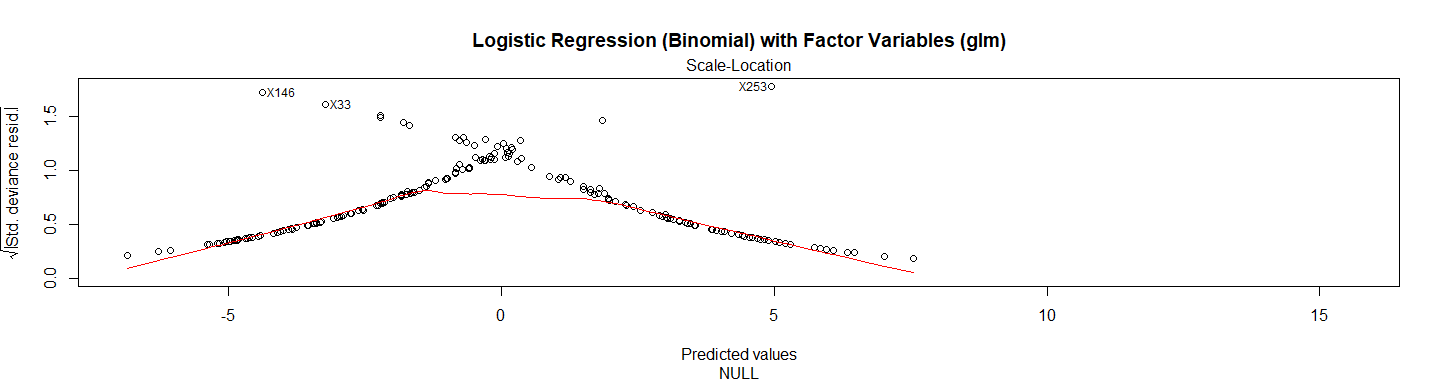 Logistic Regression (Binomial) with Factor Variables (glm)
Scale-Location
√|Std. deviance resid.|
1.5
1.0
0.5
0.0
X146
X33
X253
-5 0 5 10 15
Predicted values
NULL